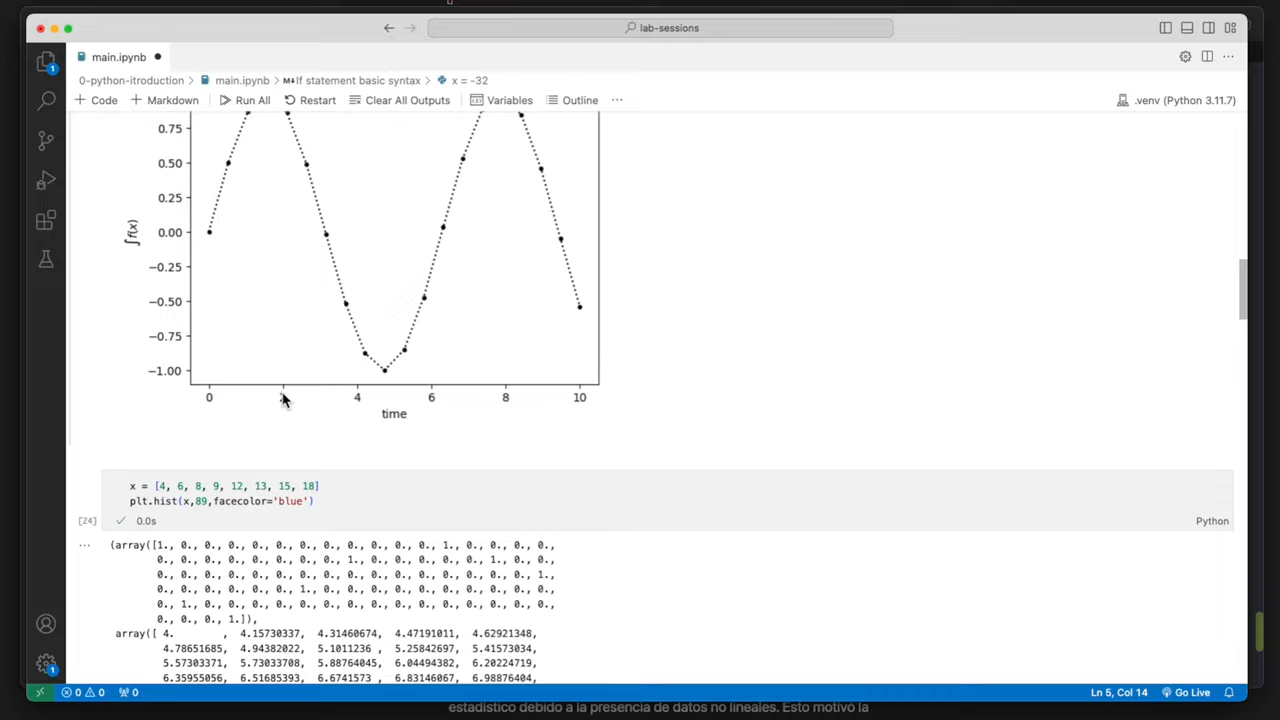 lab-sessions
main.ipynb
0-python-itroduction > main.ipynb > M↓If statement basic syntax > x = -32
+ Code + Markdown Run All Restart Clear All Outputs Variables Outline ... .venv (Python 3.11.7)
0.75
0.50
0.25
0.00
−0.25
−0.50
−0.75
−1.00
∫f(x)
0 4 6 8 10
time
x = [4, 6, 8, 9, 12, 13, 15, 18]
plt.hist(x,89,facecolor='blue')
[24] 0.0s Python
... (array([1., 0., 0., 0., 0., 0., 0., 0., 0., 0., 0., 0., 1., 0., 0., 0., 0.,
0., 0., 0., 0., 0., 0., 0., 0., 1., 0., 0., 0., 0., 0., 1., 0., 0.,
0., 0., 0., 0., 0., 0., 0., 0., 0., 0., 0., 0., 0., 0., 0., 0., 1.,
0., 0., 0., 0., 0., 0., 1., 0., 0., 0., 0., 0., 0., 0., 0., 0., 0.,
0., 1., 0., 0., 0., 0., 0., 0., 0., 0., 0., 0., 0., 0., 0., 0., 0.,
0., 0., 0., 1.]),
array([ 4. , 4.15730337, 4.31460674, 4.47191011, 4.62921348,
4.78651685, 4.94382022, 5.1011236 , 5.25842697, 5.41573034,
5.57303371, 5.73033708, 5.88764045, 6.04494382, 6.20224719,
6.35955056, 6.51685393, 6.6741573 , 6.83146067, 6.98876404,
1
1
0 0 0 Ln 5, Col 14 Go Live
estadístico debido a la presencia de datos no lineales. Esto motivó la